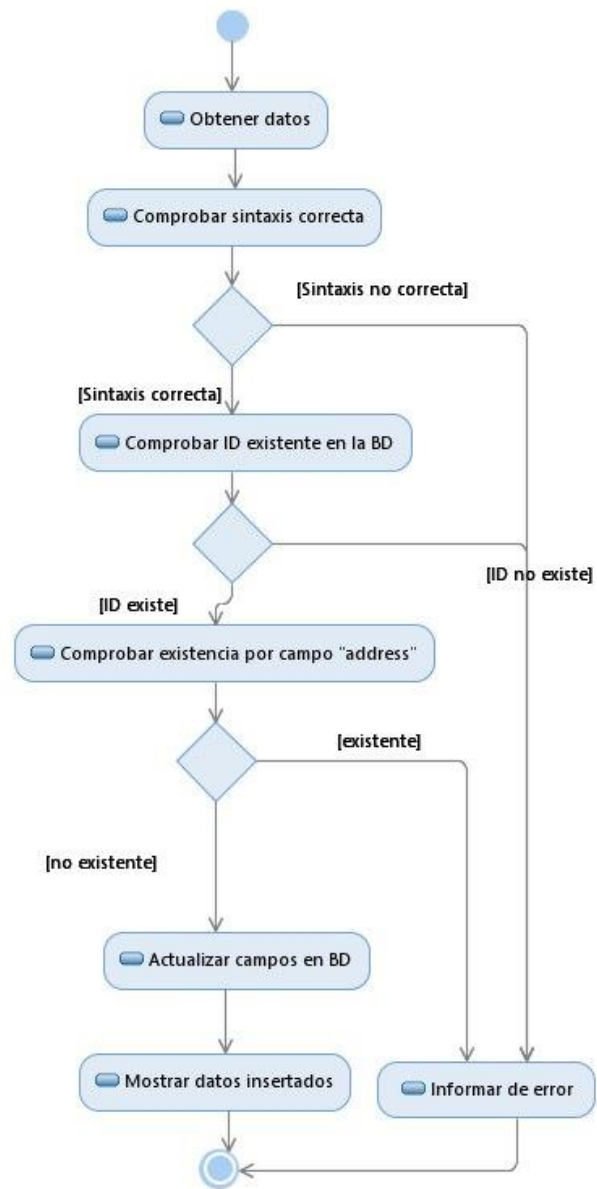 Obtener datos
Comprobar sintaxis correcta
[Sintaxis no correcta]
[Sintaxis correcta]
Comprobar ID existente en la BD
[ID no existe]
[ID existe]
Comprobar existencia por campo "address"
[existente]
[no existente]
Actualizar campos en BD
Mostrar datos insertados
Informar de error